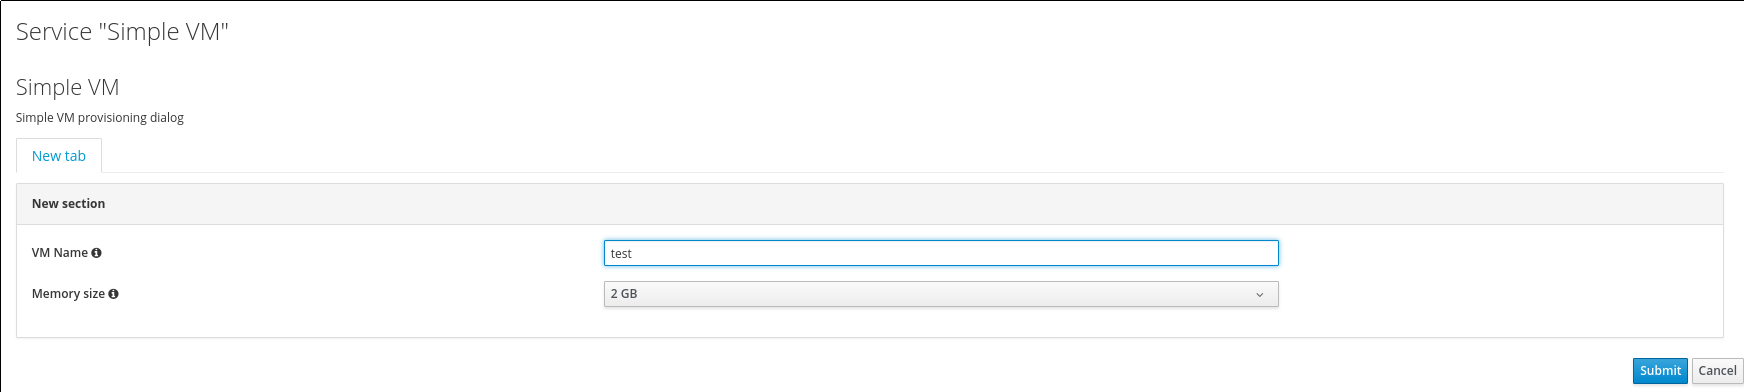 Service "Simple VM"
Simple VM
Simple VM provisioning dialog
New tab
New section
VM Name
test
Memory size
2 GB
Submit Cancel